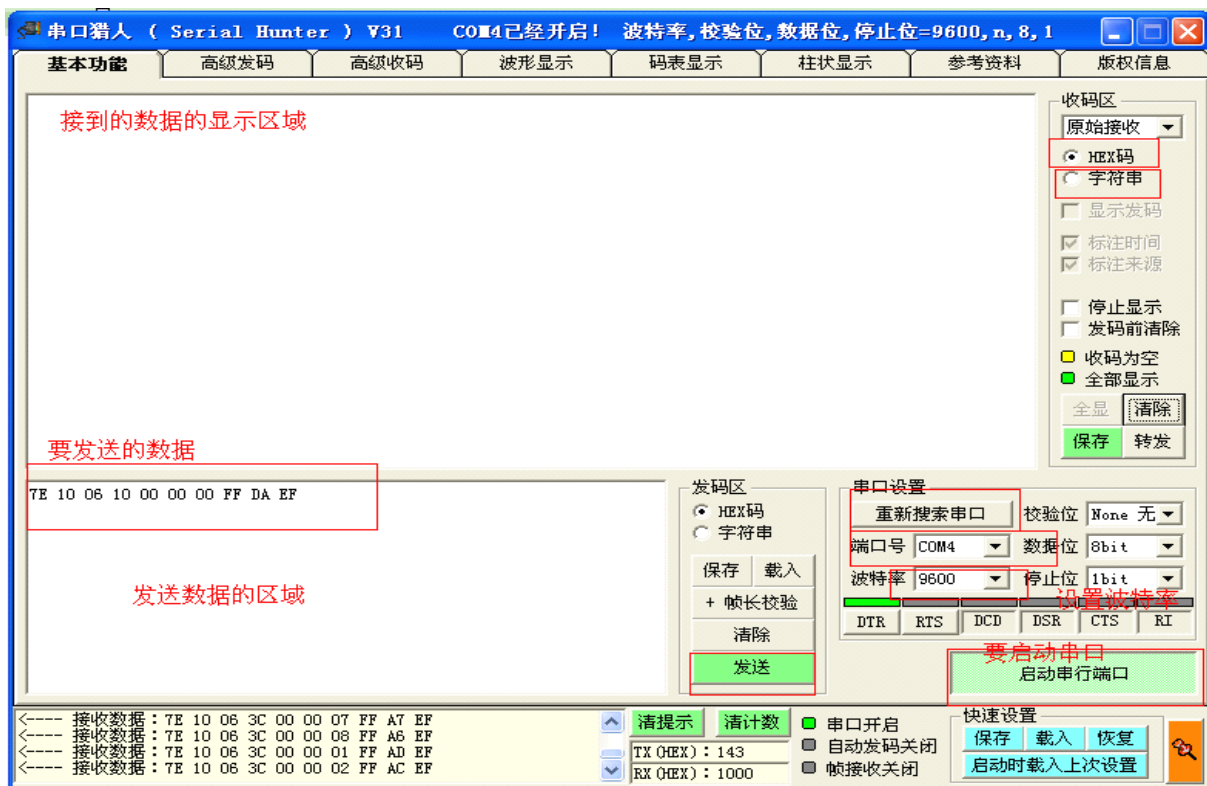 串口猎人 ( Serial Hunter ) V31 COM4已经开启! 波特率,校验位,数据位,停止位=9600,n,8,1
基本功能 高级发码 高级收码 波形显示 码表显示 柱状显示 参考资料 版权信息
接到的数据的显示区域
收码区
原始接收
HEX码
字符串
显示发码
标注时间
标注来源
停止显示
发码前清除
收码为空
全部显示
全显 清除
保存 转发
要发送的数据
7E 10 06 10 00 00 00 FF DA EF
发送数据的区域
发码区
HEX码
字符串
保存 载入
+ 帧长校验
清除
发送
串口设置
重新搜索串口 校验位 None 无
端口号 COM4 数据位 8bit
波特率 9600 停止位 1bit
设置波特率
DTR RTS DCD DSR CTS RI
要启动串口
启动串行端口
<---- 接收数据:7E 10 06 3C 00 00 07 FF A7 EF
<---- 接收数据:7E 10 06 3C 00 00 08 FF A6 EF
<---- 接收数据:7E 10 06 3C 00 00 01 FF AD EF
<---- 接收数据:7E 10 06 3C 00 00 02 FF AC EF
清提示 清计数
TX(HEX):143
RX(HEX):1000
串口开启
自动发码关闭
帧接收关闭
快速设置
保存 载入 恢复
启动时载入上次设置